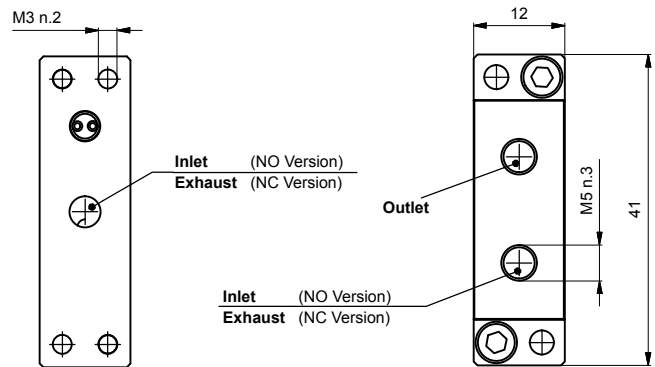 M3 n.2
12
Inlet (NO Version)
Exhaust (NC Version)
Outlet
M5 n.3
41
Inlet (NO Version)
Exhaust (NC Version)